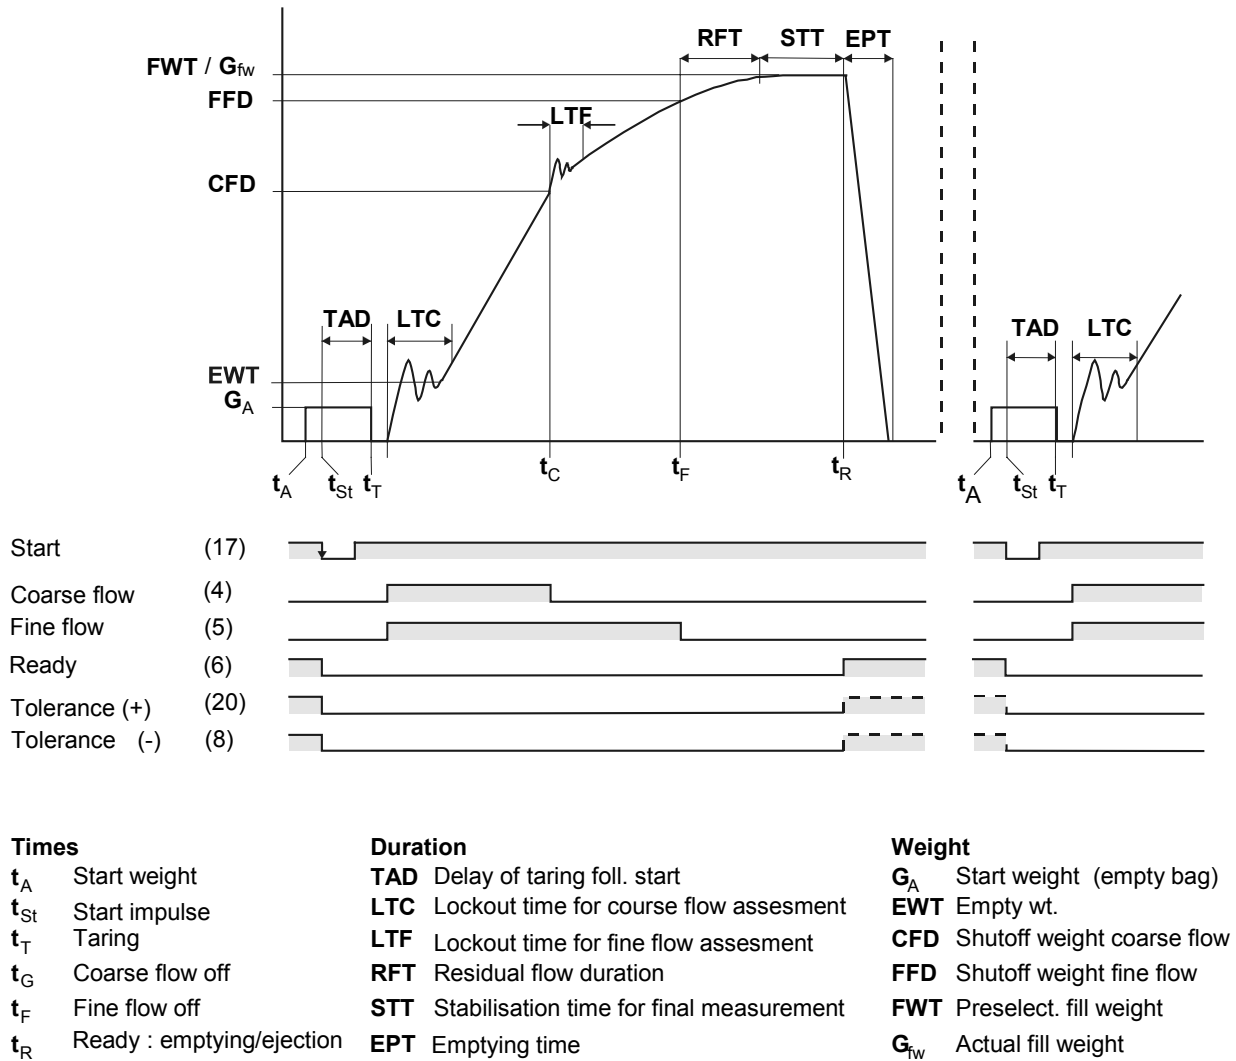 RFT STT EPT
FWT / Gfw
FFD
LTF
CFD
TAD LTC
TAD LTC
EWT
GA
tA tSt tT tC tF tR tA tSt tT
Start (17)
Coarse flow (4)
Fine flow (5)
Ready (6)
Tolerance (+) (20)
Tolerance (-) (8)
Times Duration Weight
tA Start weight TAD Delay of taring foll. start GA Start weight (empty bag)
tSt Start impulse LTC Lockout time for course flow assesment EWT Empty wt.
tT Taring LTF Lockout time for fine flow assesment CFD Shutoff weight coarse flow
tG Coarse flow off RFT Residual flow duration FFD Shutoff weight fine flow
tF Fine flow off STT Stabilisation time for final measurement FWT Preselect. fill weight
tR Ready : emptying/ejection EPT Emptying time Gfw Actual fill weight